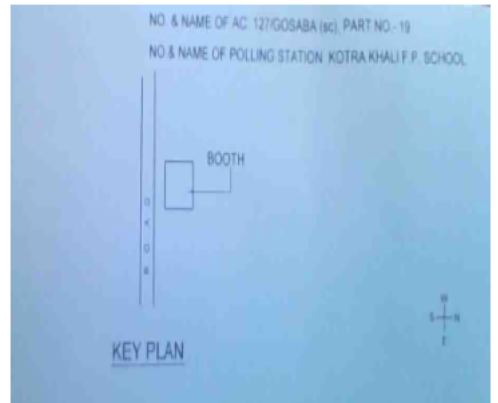 NO. & NAME OF AC. 127/GOSABA (sc), PART NO.- 19
NO & NAME OF POLLING STATION KOTRA KHALI F.P. SCHOOL
BOOTH
ROAD
W
S N
E
KEY PLAN